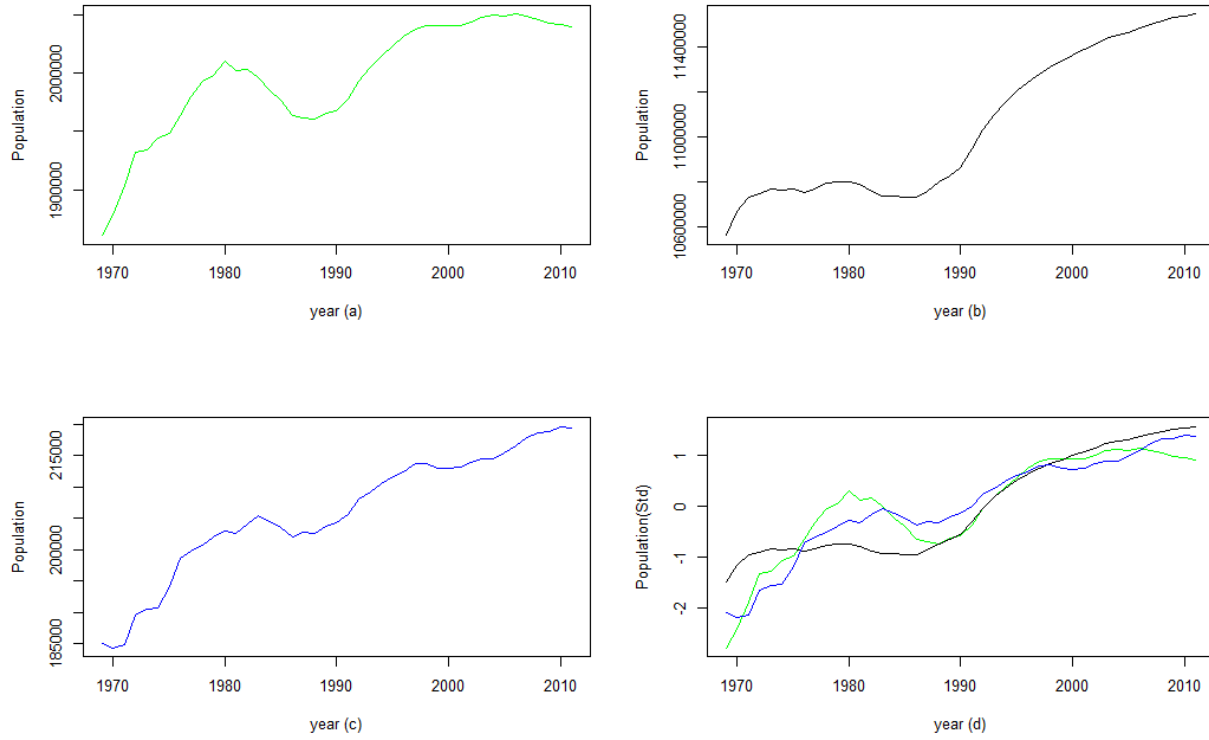 Population
1900000
2000000
1970 1980 1990 2000 2010
year (a)
Population
10600000
11000000
11400000
1970 1980 1990 2000 2010
year (b)
Population
185000
200000
215000
1970 1980 1990 2000 2010
year (c)
Population(Std)
-2
-1
0
1
1970 1980 1990 2000 2010
year (d)